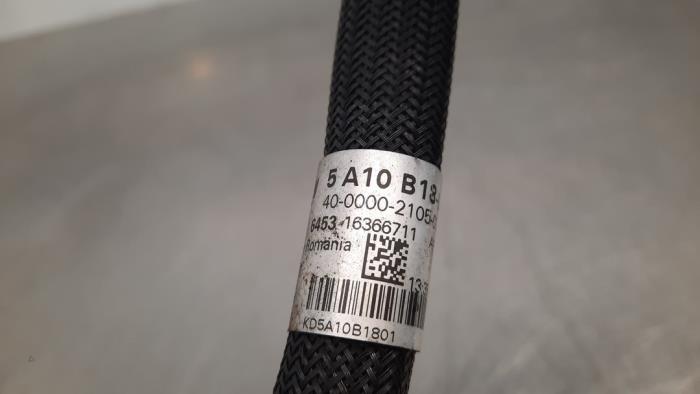 5 A10 B18-
40-0000-2105-
6453 16366711
Romania
13:
KD5A10B1801